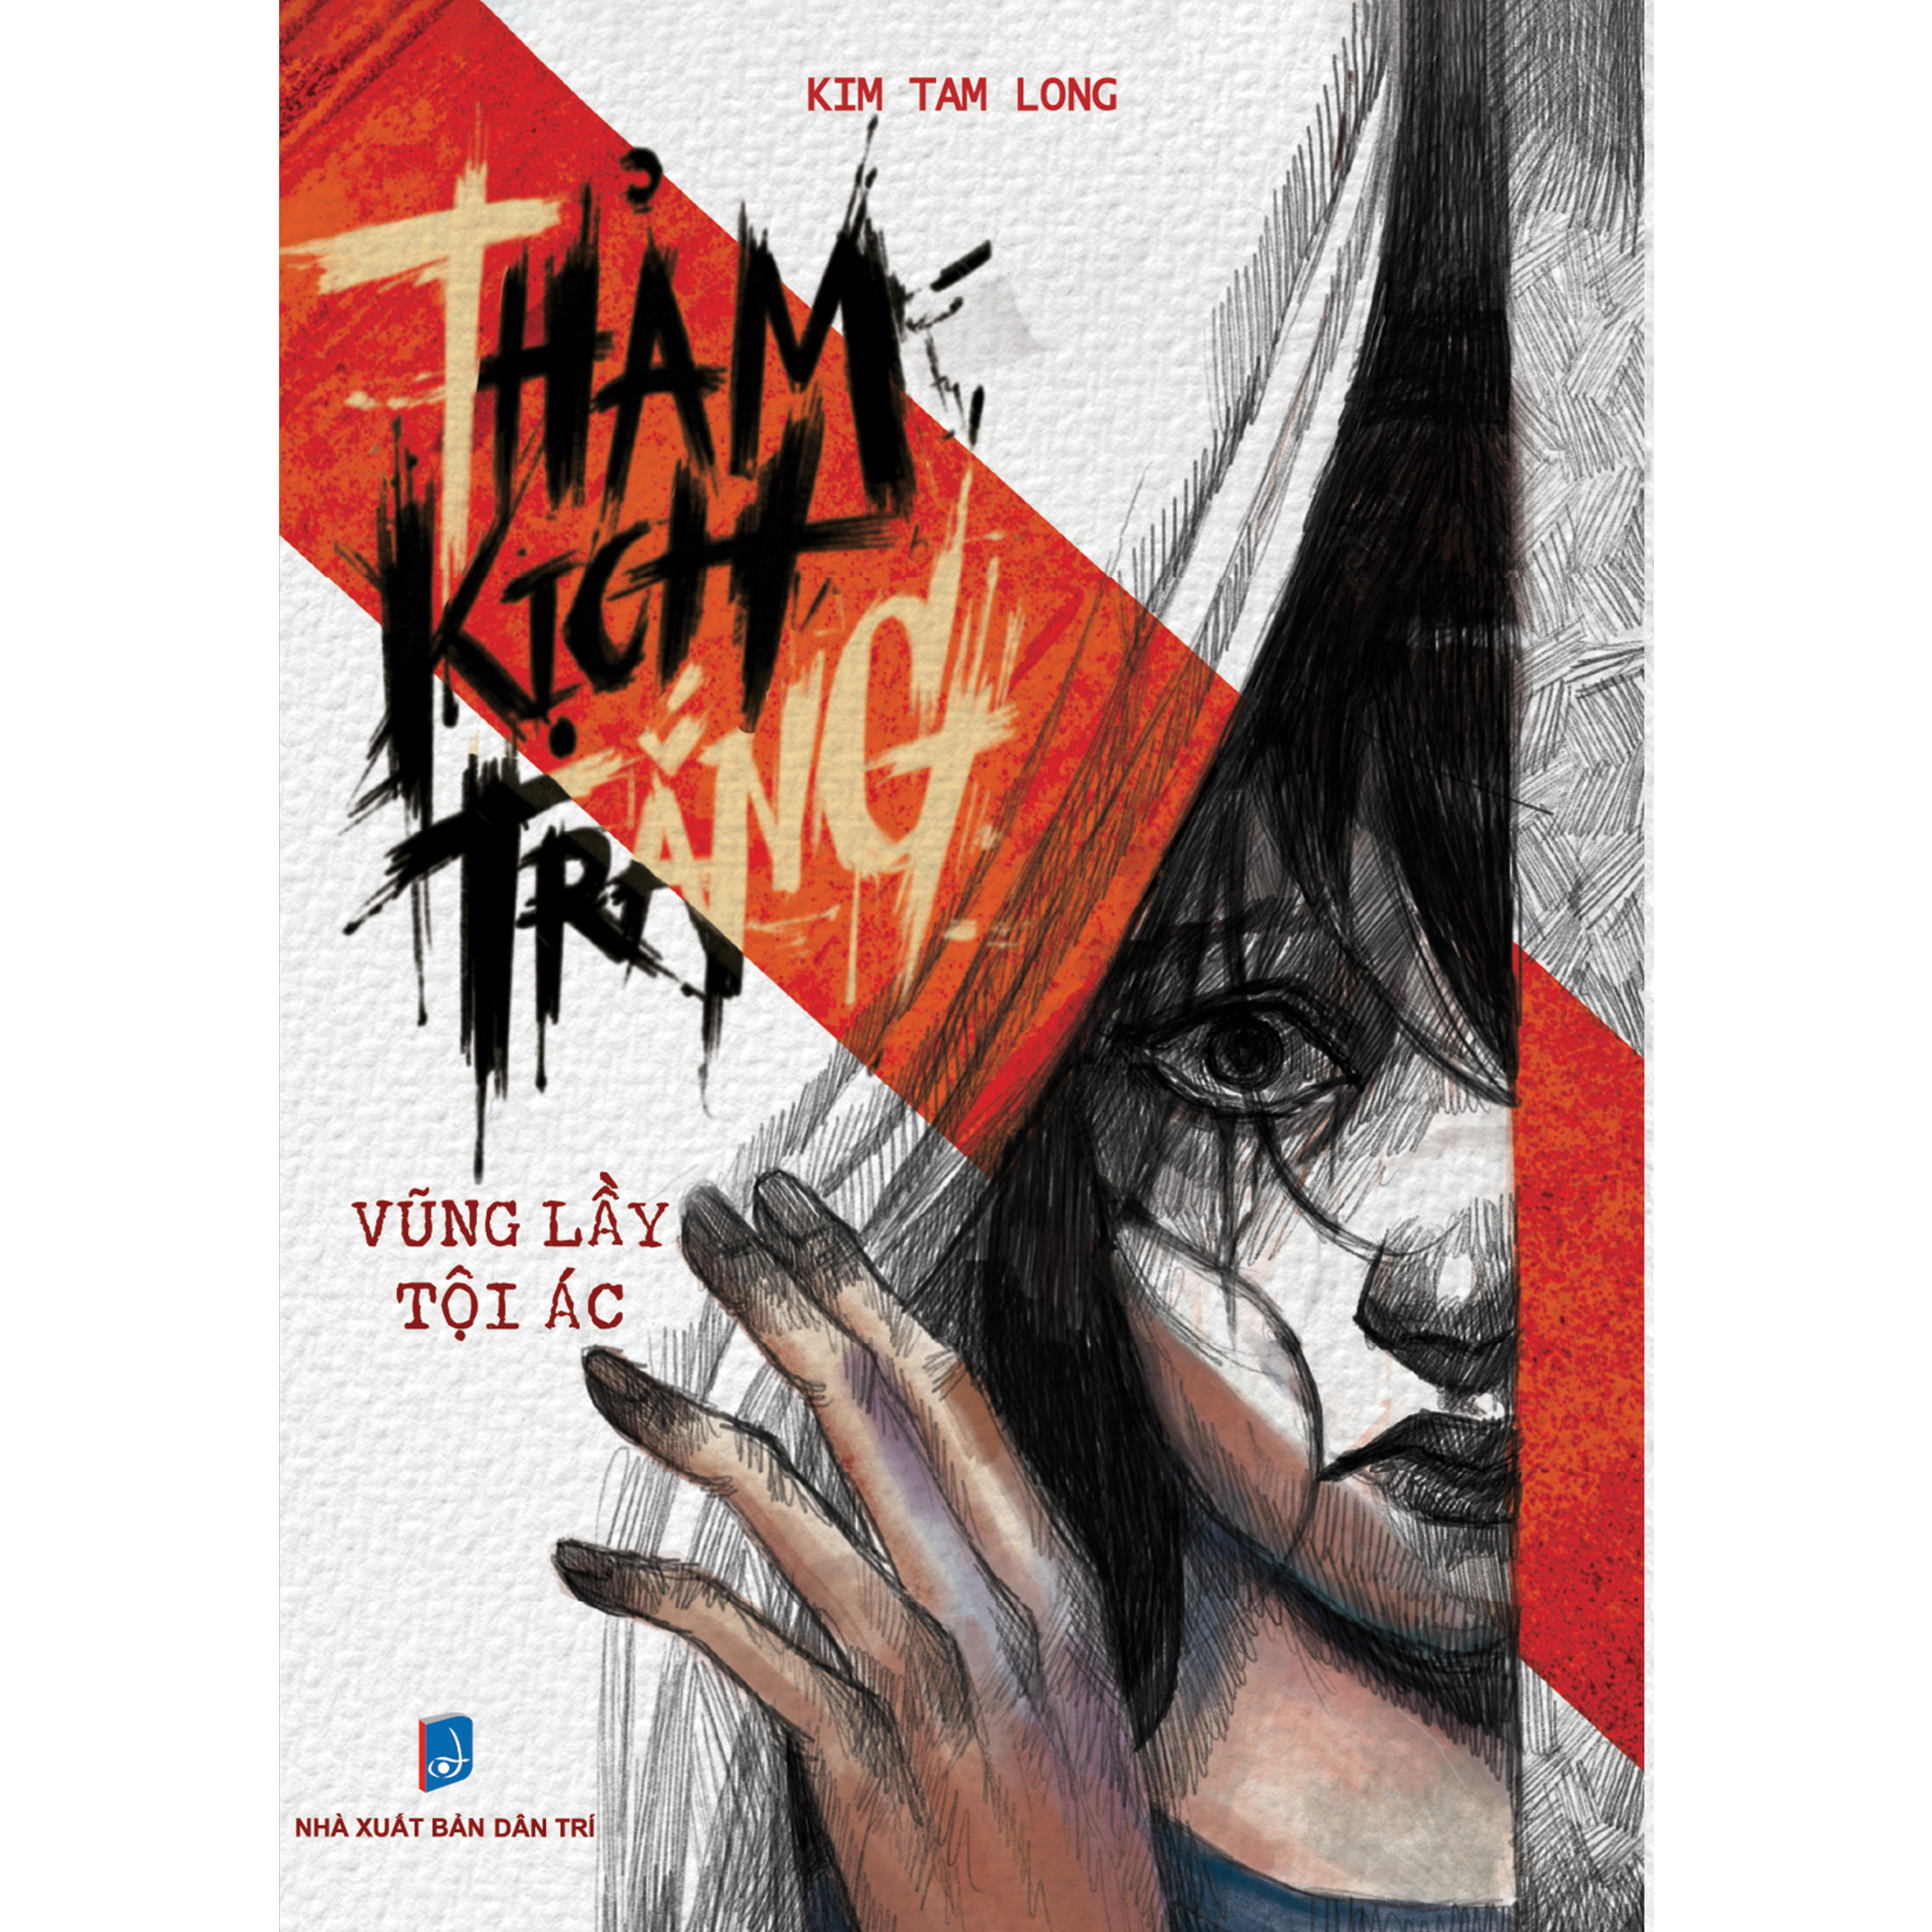 KIM TAM LONG
THẢM
KỊCH
TRẮNG
VŨNG LẦY
TỘI ÁC
NHÀ XUẤT BẢN DÂN TRÍ